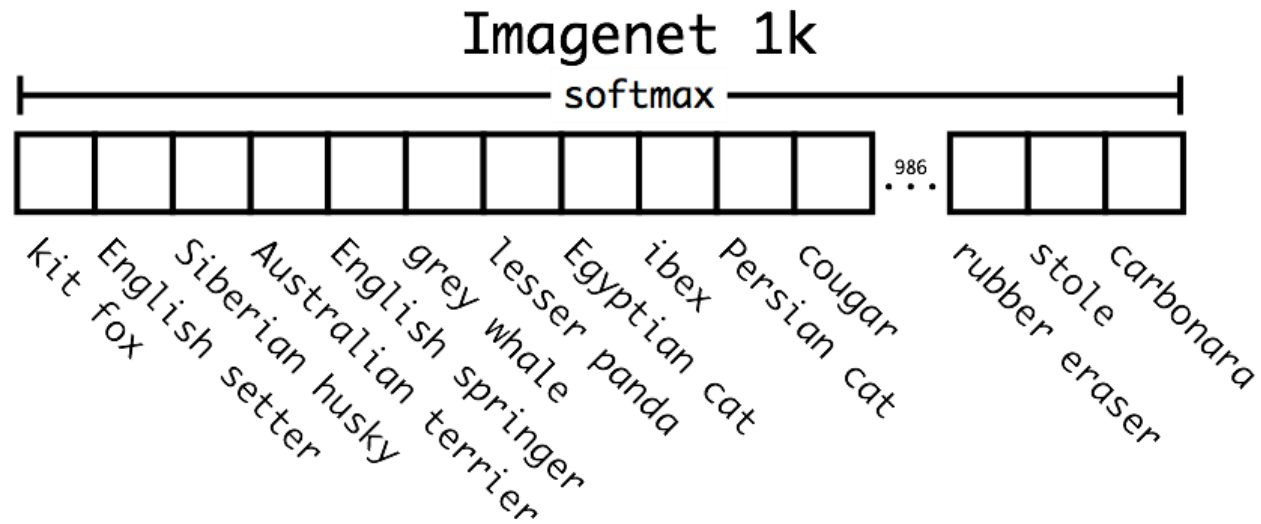 Imagenet 1k
softmax
986
kit fox
English setter
Siberian husky
Australian terrier
English springer
grey whale
lesser panda
Egyptian cat
ibex
Persian cat
cougar
rubber eraser
stole
carbonara